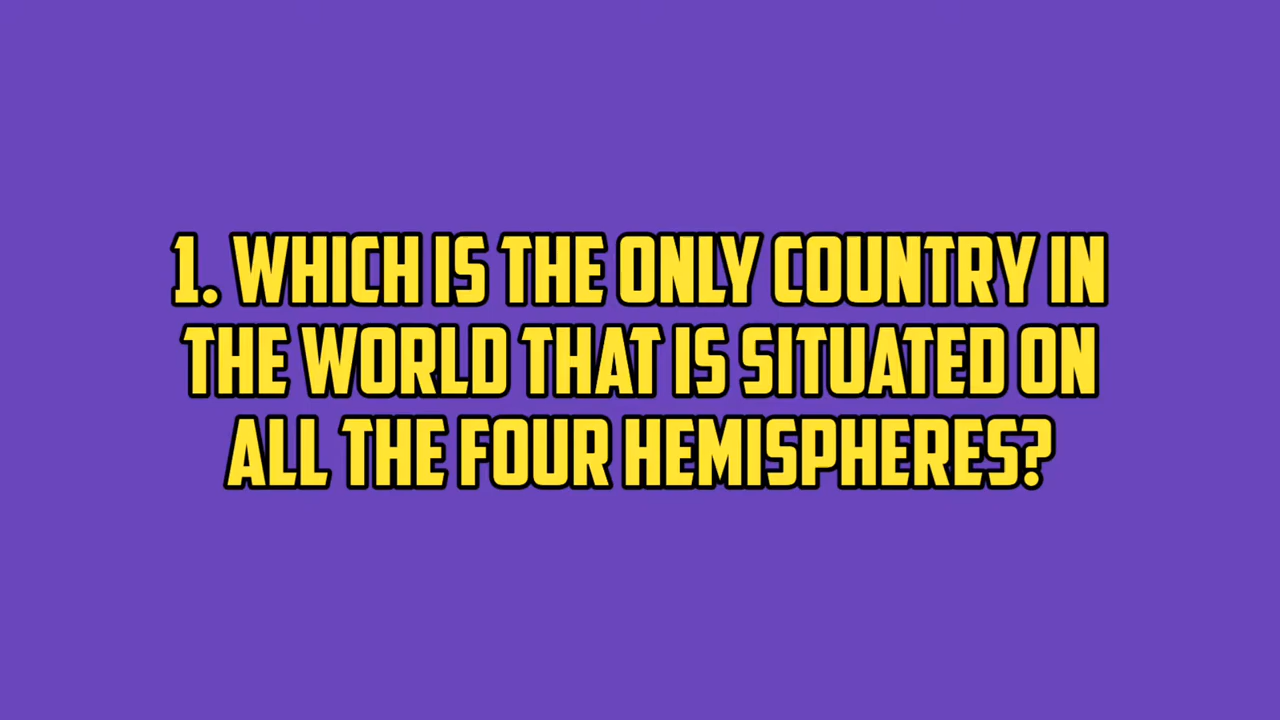 1. WHICH IS THE ONLY COUNTRY IN
THE WORLD THAT IS SITUATED ON
ALL THE FOUR HEMISPHERES?